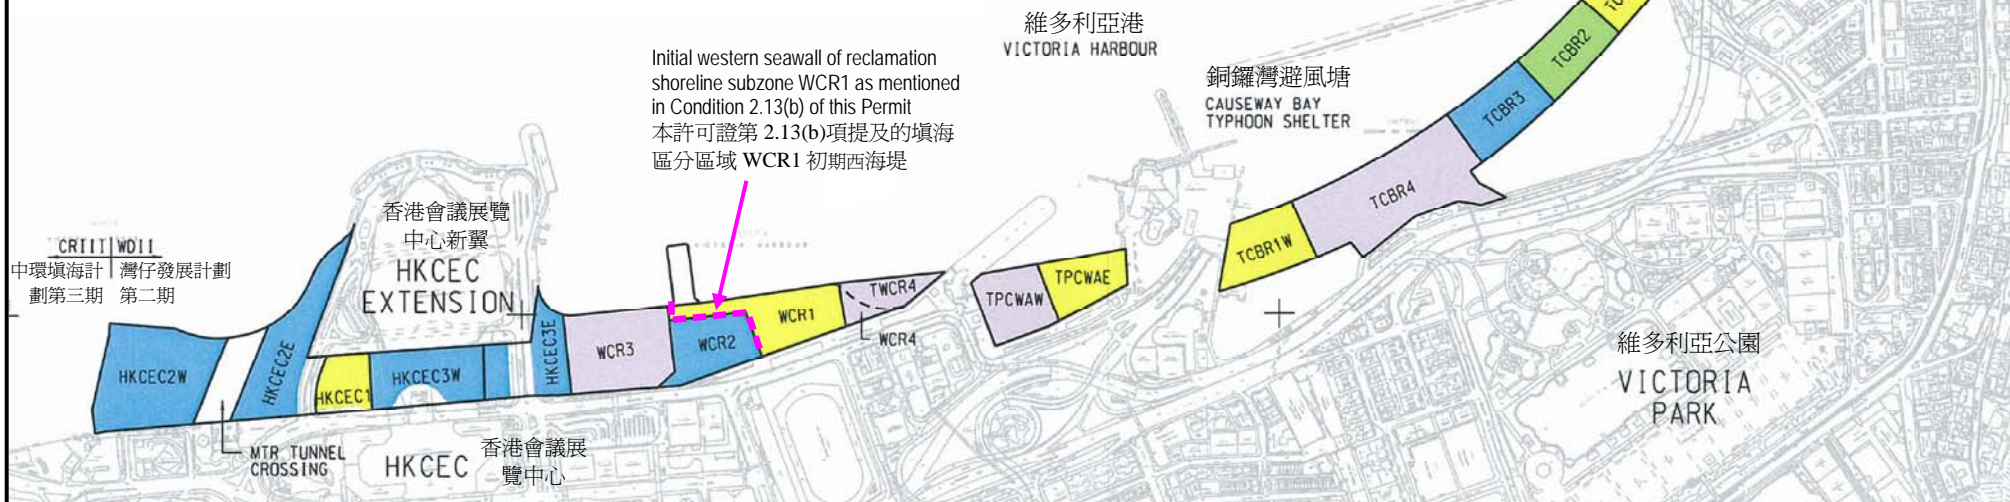 維多利亞港
VICTORIA HARBOUR
Initial western seawall of reclamation
shoreline subzone WCR1 as mentioned
in Condition 2.13(b) of this Permit
本許可證第 2.13(b)項提及的填海
區分區域 WCR1 初期西海堤
銅鑼灣避風塘
CAUSEWAY BAY
TYPHOON SHELTER
TCBR2
TCBR3
TCBR4
TCBR1W
香港會議展覽
中心新翼
HKCEC
EXTENSION
CRIII WDII
中環填海計
劃第三期
灣仔發展計劃
第二期
TWCR4
TPCWAW
TPCWAE
WCR1
WCR2
WCR3
WCR4
HKCEC2W
HKCEC2E
HKCEC1
HKCEC3W
HKCEC3E
維多利亞公園
VICTORIA
PARK
MTR TUNNEL
CROSSING
HKCEC
香港會議展
覽中心